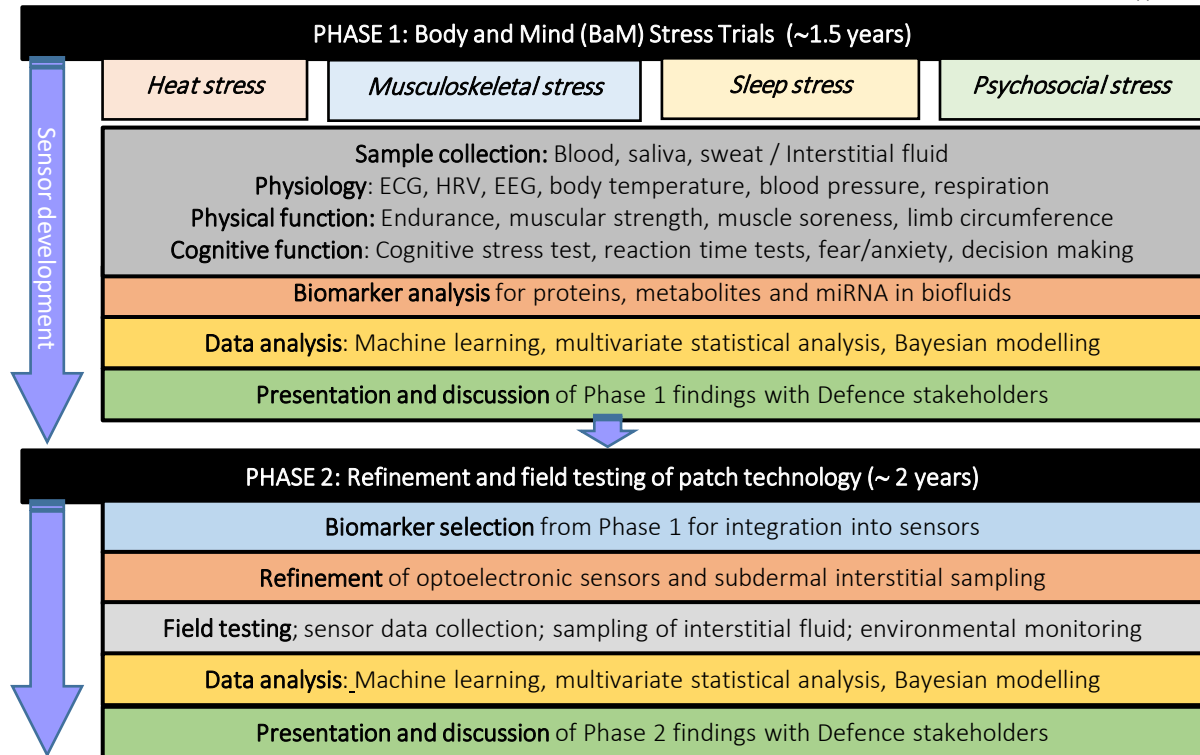 PHASE 1: Body and Mind (BaM) Stress Trials (~1.5 years)
Heat stress
Musculoskeletal stress
Sleep stress
Psychosocial stress
Sensor development
Sample collection: Blood, saliva, sweat / Interstitial fluid
Physiology: ECG, HRV, EEG, body temperature, blood pressure, respiration
Physical function: Endurance, muscular strength, muscle soreness, limb circumference
Cognitive function: Cognitive stress test, reaction time tests, fear/anxiety, decision making
Biomarker analysis for proteins, metabolites and miRNA in biofluids
Data analysis: Machine learning, multivariate statistical analysis, Bayesian modelling
Presentation and discussion of Phase 1 findings with Defence stakeholders
PHASE 2: Refinement and field testing of patch technology (~ 2 years)
Biomarker selection from Phase 1 for integration into sensors
Refinement of optoelectronic sensors and subdermal interstitial sampling
Field testing; sensor data collection; sampling of interstitial fluid; environmental monitoring
Data analysis: Machine learning, multivariate statistical analysis, Bayesian modelling
Presentation and discussion of Phase 2 findings with Defence stakeholders